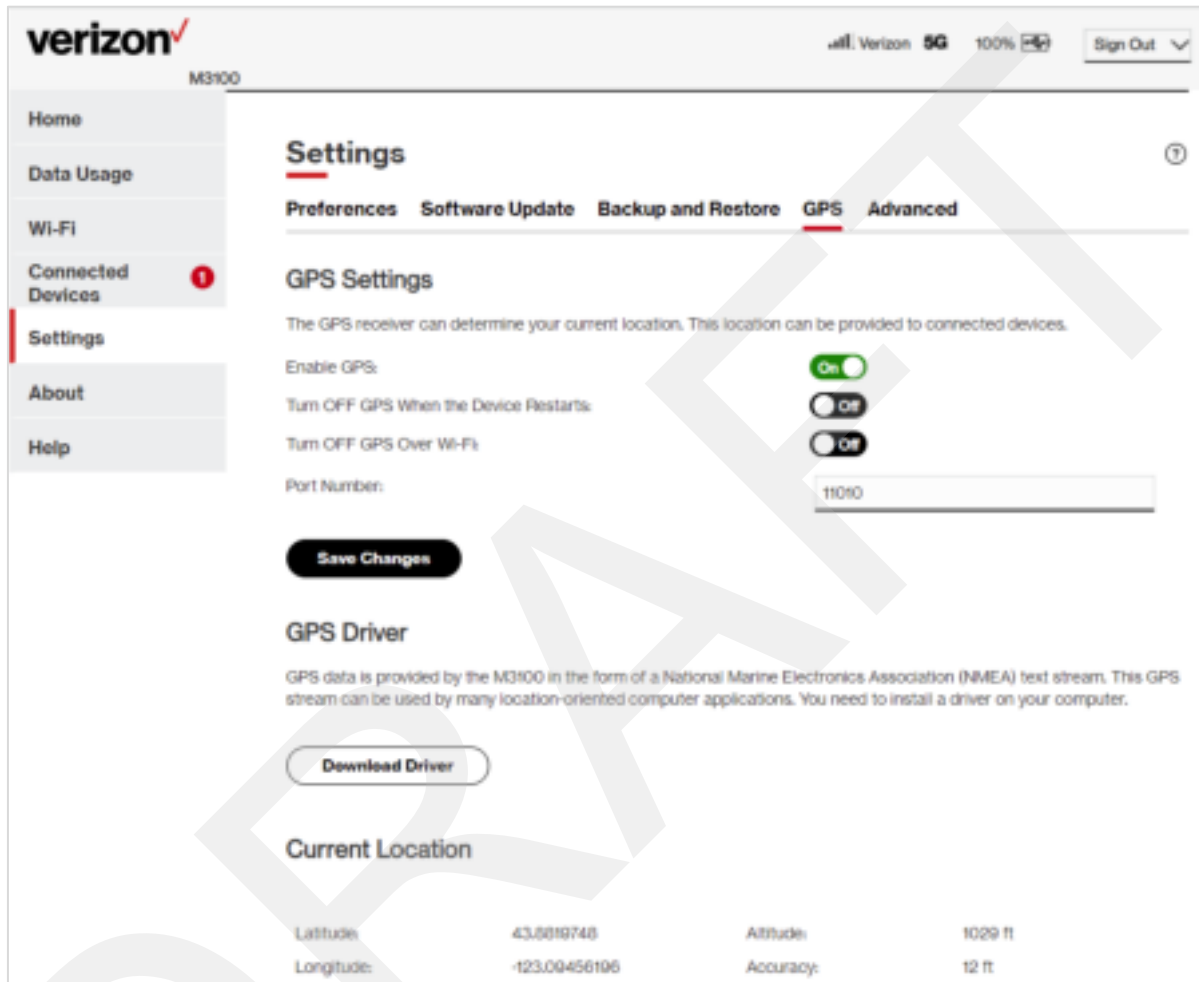 verizon
Verizon 5G 100% Sign Out
M3100
Home
Data Usage
Wi-Fi
Connected Devices 1
Settings
About
Help
Settings
Preferences Software Update Backup and Restore GPS Advanced
GPS Settings
The GPS receiver can determine your current location. This location can be provided to connected devices.
Enable GPS: On
Turn OFF GPS When the Device Restarts: Off
Turn OFF GPS Over Wi-Fi: Off
Port Number: 11010
Save Changes
GPS Driver
GPS data is provided by the M3100 in the form of a National Marine Electronics Association (NMEA) text stream. This GPS
stream can be used by many location-oriented computer applications. You need to install a driver on your computer.
Download Driver
Current Location
Latitude: 43.8819748 Altitude: 1029 ft
Longitude: -123.09456196 Accuracy: 12 ft
DRAFT